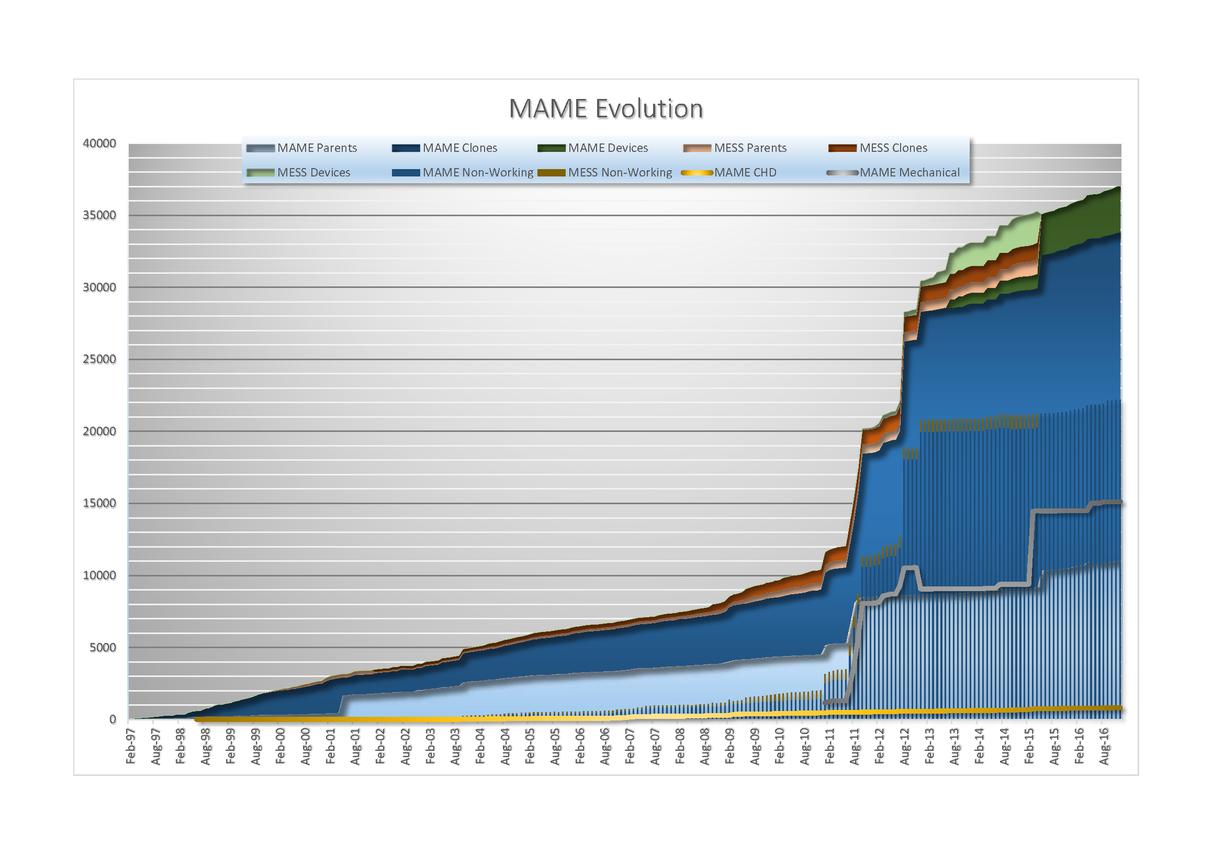 MAME Evolution
MAME Parents MAME Clones MAME Devices MESS Parents MESS Clones
MESS Devices MAME Non-Working MESS Non-Working MAME CHD MAME Mechanical
40000
35000
30000
25000
20000
15000
10000
5000
0
Feb-97 Aug-97 Feb-98 Aug-98 Feb-99 Aug-99 Feb-00 Aug-00 Feb-01 Aug-01 Feb-02 Aug-02 Feb-03 Aug-03 Feb-04 Aug-04 Feb-05 Aug-05 Feb-06 Aug-06 Feb-07 Aug-07 Feb-08 Aug-08 Feb-09 Aug-09 Feb-10 Aug-10 Feb-11 Aug-11 Feb-12 Aug-12 Feb-13 Aug-13 Feb-14 Aug-14 Feb-15 Aug-15 Feb-16 Aug-16